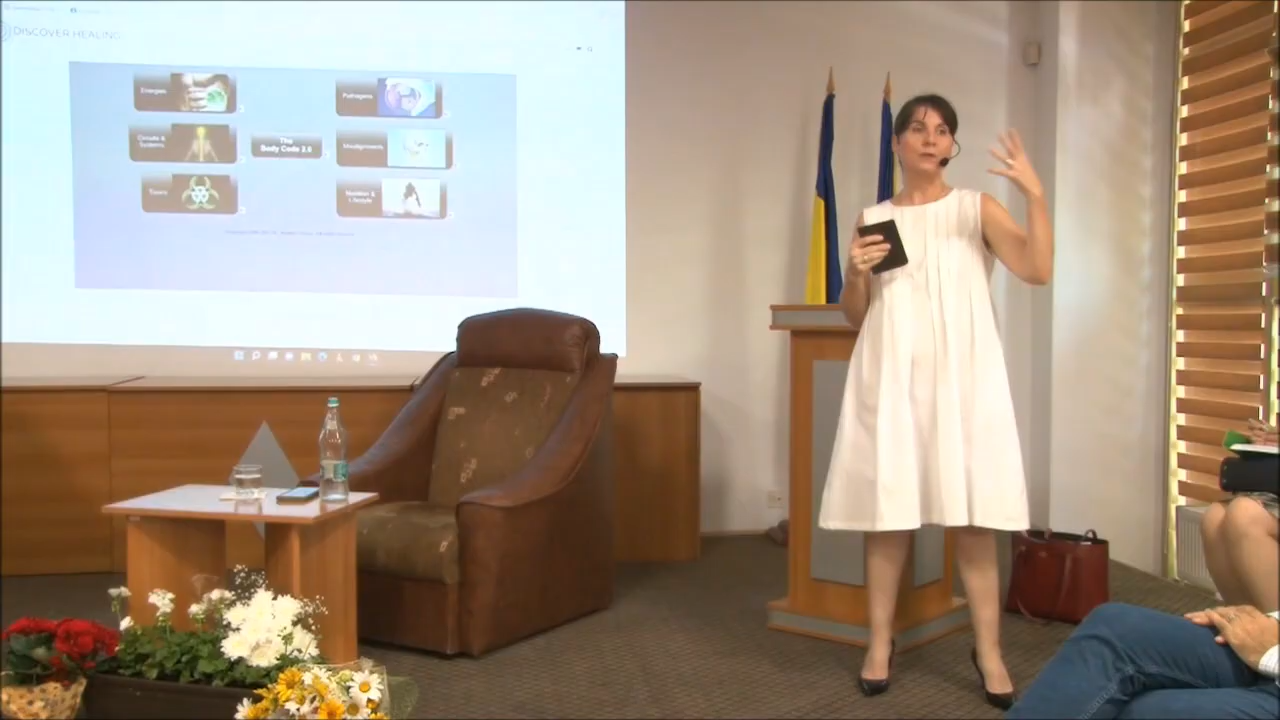 DISCOVER HEALING
Energies
Pathogens
Circuits &
Systems
The
Body Code 2.0
Misalignments
Toxins
Nutrition &
Lifestyle